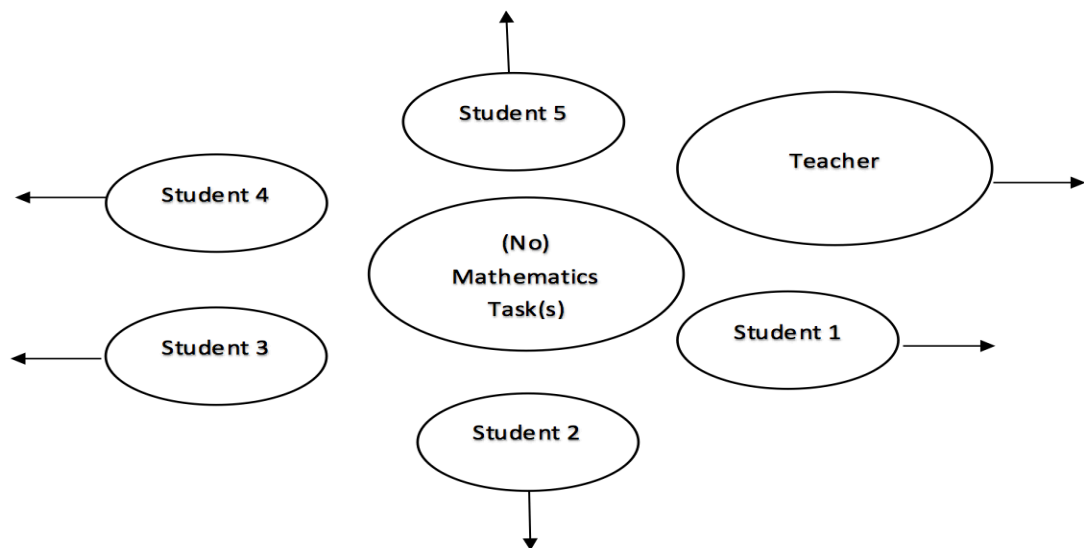 Student 5
Teacher
Student 4
(No)
Mathematics
Task(s)
Student 1
Student 3
Student 2